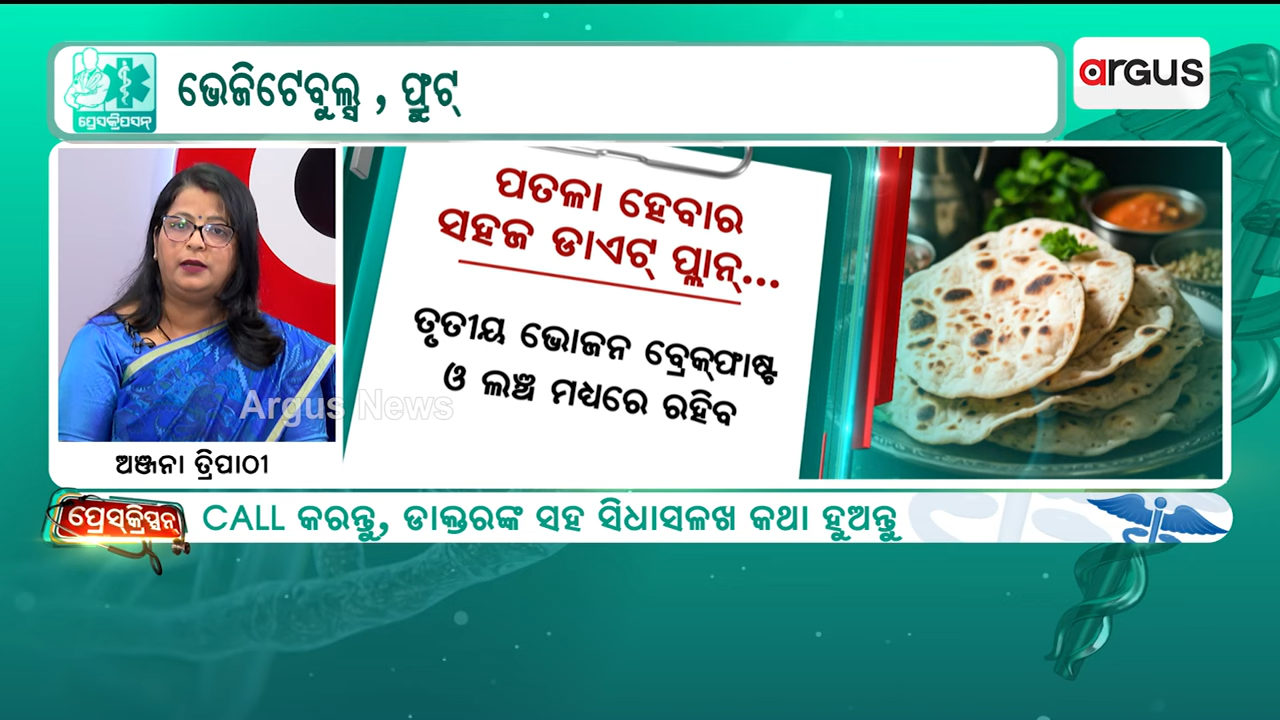 ଭେଜିଟେବୁଲ୍ସ , ଫ୍ରୁଟ୍
argus
ପ୍ରେସକ୍ରିପସନ୍
ପତଳା ହେବାର
ସହଜ ଡାଏଟ୍ ପ୍ଲାନ୍...
ତୃତୀୟ ଭୋଜନ ବ୍ରେକ୍‌ଫାଷ୍ଟ
ଓ ଲଞ୍ଚ ମଧ୍ୟରେ ରହିବ
Argus News
ଅଞ୍ଜନା ତ୍ରିପାଠୀ
ପ୍ରେସ୍‌କ୍ରିପ୍ସନ୍
CALL କରନ୍ତୁ, ଡାକ୍ତରଙ୍କ ସହ ସିଧାସଳଖ କଥା ହୁଅନ୍ତୁ